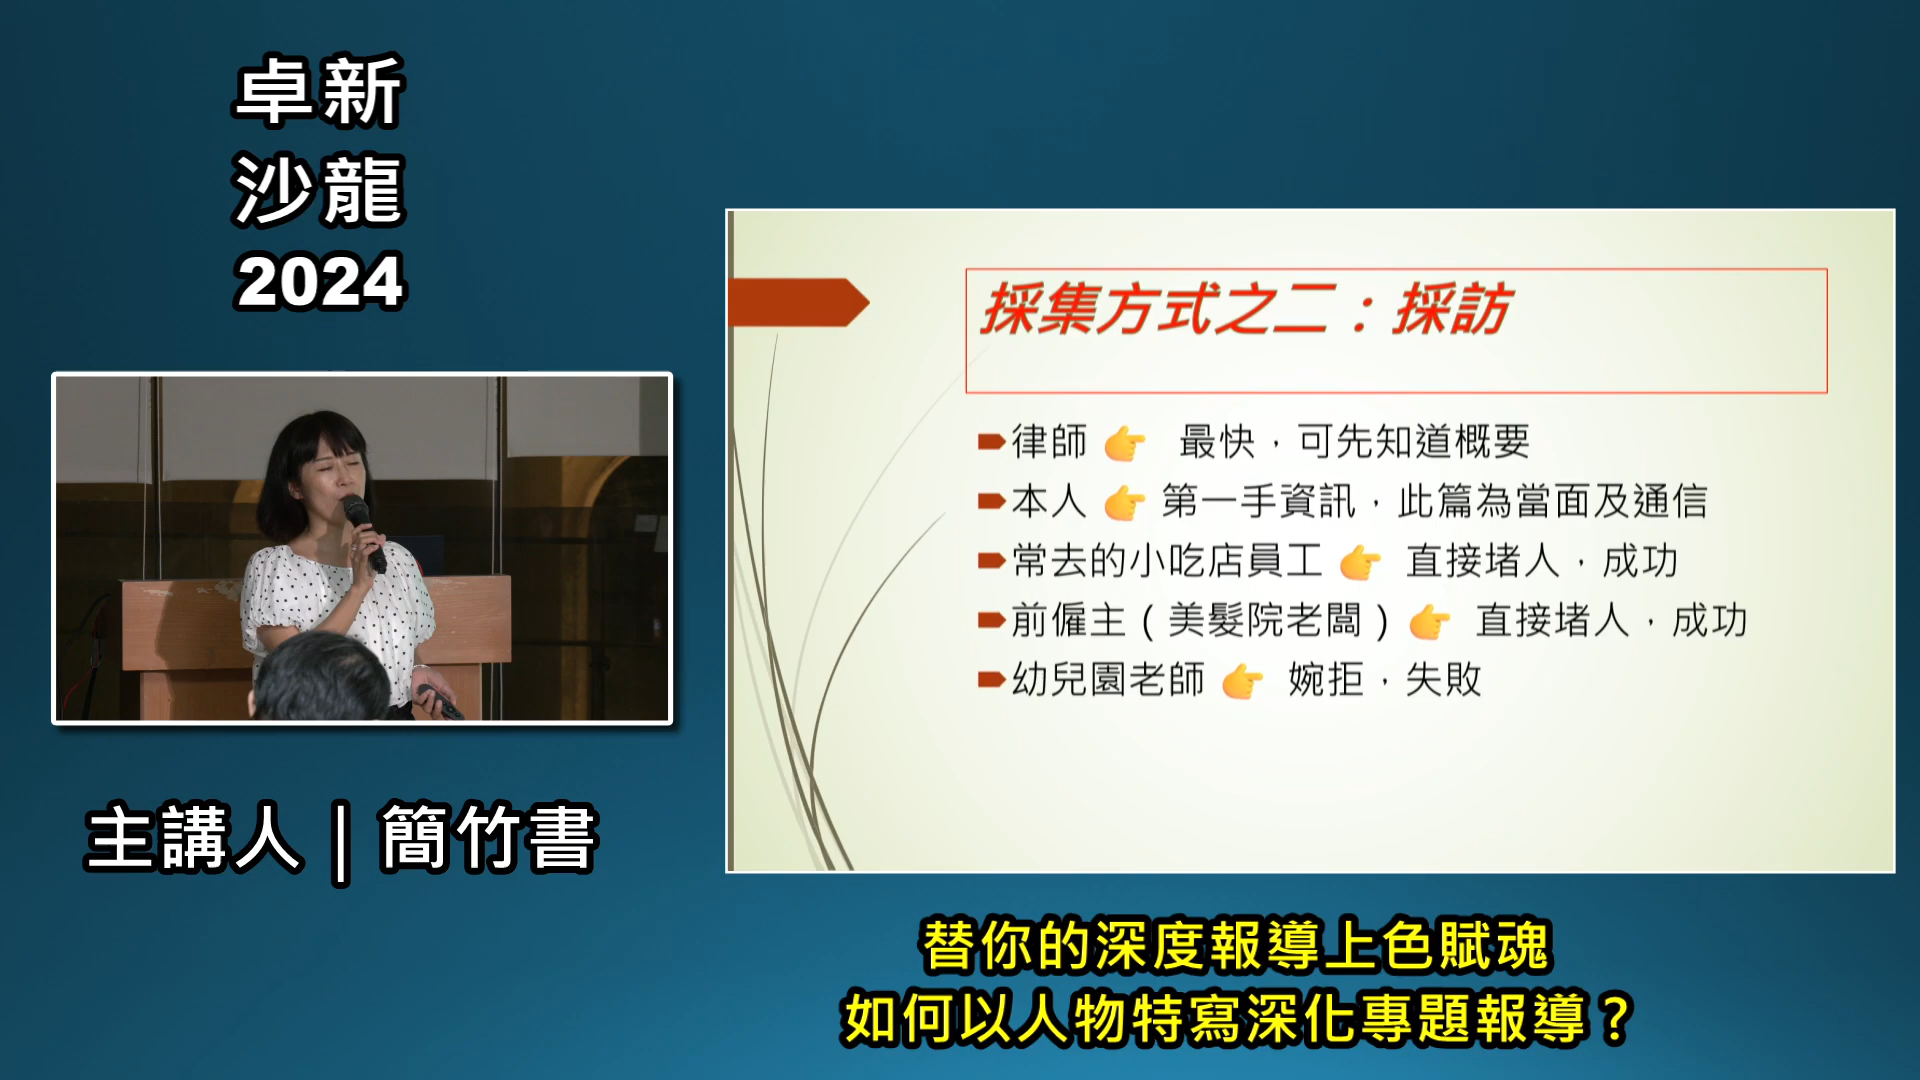 卓新
沙龍
2024
主講人｜簡竹書
採集方式之二：採訪
律師 👉 最快，可先知道概要
本人 👉 第一手資訊，此篇為當面及通信
常去的小吃店員工 👉 直接堵人，成功
前僱主（美髮院老闆）👉 直接堵人，成功
幼兒園老師 👉 婉拒，失敗
替你的深度報導上色賦魂
如何以人物特寫深化專題報導？